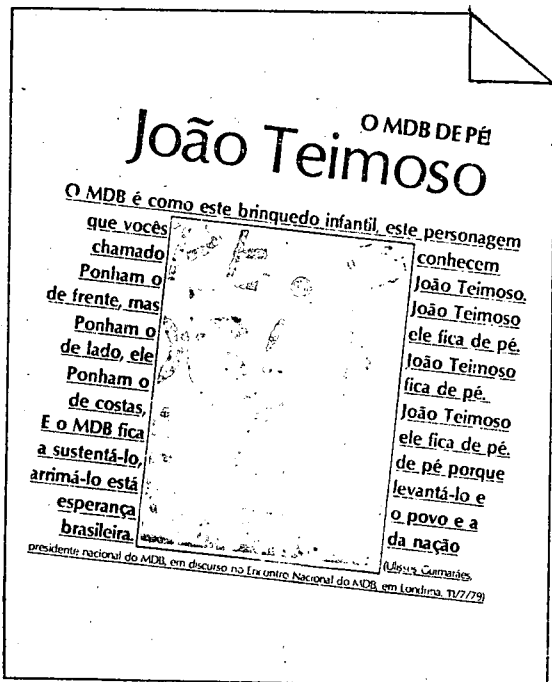 O MDB DE PÉ!
João Teimoso
O MDB é como este brinquedo infantil, este personagem
que vocês conhecem
chamado João Teimoso.
Ponham o João Teimoso
de frente, mas ele fica de pé.
Ponham o João Teimoso
de lado, ele fica de pé.
Ponham o João Teimoso
de costas, ele fica de pé.
E o MDB fica de pé porque
a sustentá-lo, levantá-lo e
arrimá-lo está o povo e a
esperança da nação
brasileira. (Ulisses Guimarães,
presidente nacional do MDB, em discurso no Encontro Nacional do MDB, em Londrina, 11/7/79)